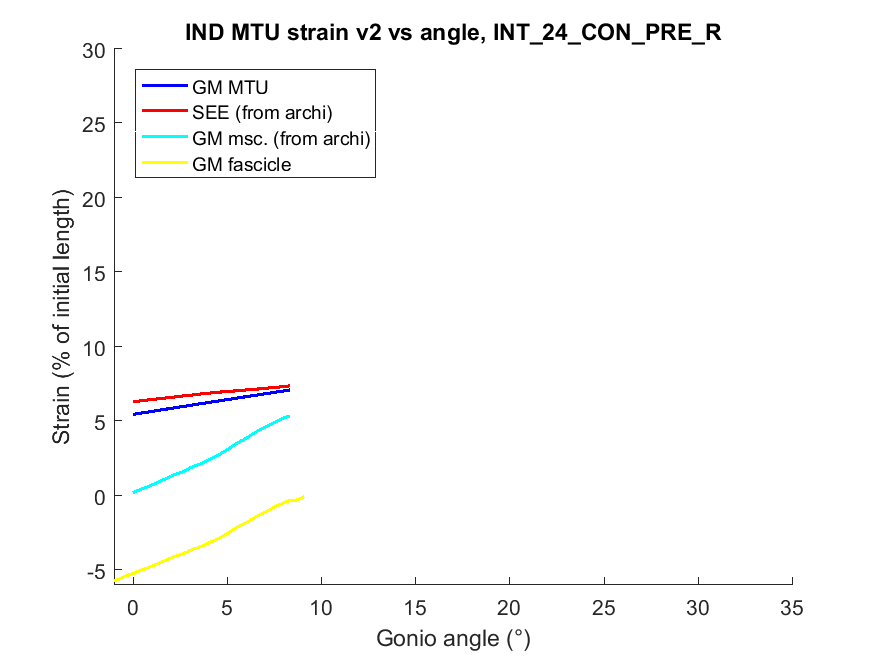 IND MTU strain v2 vs angle, INT_24_CON_PRE_R
30
25
20
15
10
5
0
-5
Strain (% of initial length)
GM MTU
SEE (from archi)
GM msc. (from archi)
GM fascicle
0 5 10 15 20 25 30 35
Gonio angle (°)